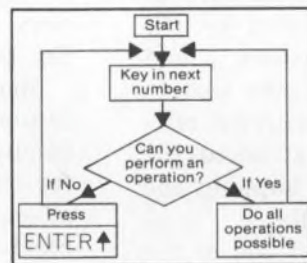 Start
Key in next
number
Can you
perform an
operation?
If No
If Yes
Press
ENTER↑
Do all
operations
possible